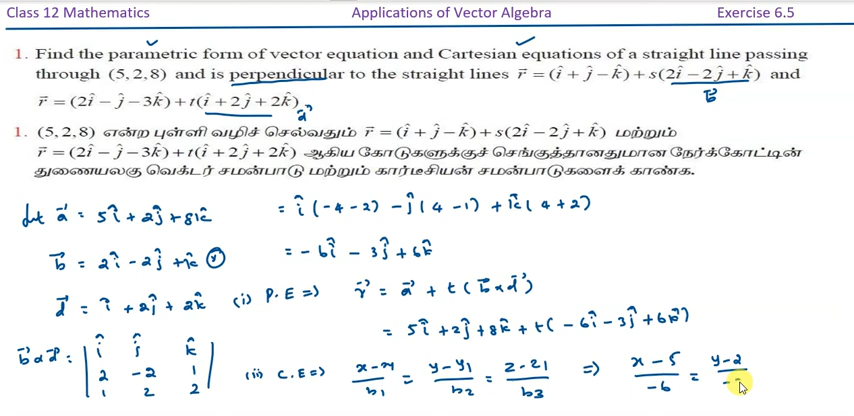 Class 12 Mathematics Applications of Vector Algebra Exercise 6.5
1. Find the parametric form of vector equation and Cartesian equations of a straight line passing
through (5, 2, 8) and is perpendicular to the straight lines r⃗ = (î + ĵ − k̂) + s(2î − 2ĵ + k̂) and
b⃗
r⃗ = (2î − ĵ − 3k̂) + t(î + 2ĵ + 2k̂)
d⃗
1. (5, 2, 8) என்ற புள்ளி வழிச் செல்வதும் r⃗ = (î + ĵ − k̂) + s(2î − 2ĵ + k̂) மற்றும்
r⃗ = (2î − ĵ − 3k̂) + t(î + 2ĵ + 2k̂) ஆகிய கோடுகளுக்குச் செங்குத்தானதுமான நேர்க்கோட்டின்
துணையலகு வெக்டர் சமன்பாடு மற்றும் கார்டீசியன் சமன்பாடுகளைக் காண்க.
let a⃗ = 5î + 2ĵ + 8k̂
b⃗ = 2î − 2ĵ + k̂
d⃗ = î + 2ĵ + 2k̂
b⃗ × d⃗ = | î ĵ k̂ |
| 2 −2 1 |
| 1 2 2 |
= î (−4−2) − ĵ (4−1) + k̂ (4+2)
= −6î − 3ĵ + 6k̂
(i) P.E ⇒ r⃗ = a⃗ + t (b⃗ × d⃗)
= 5î + 2ĵ + 8k̂ + t(−6î − 3ĵ + 6k̂)
(ii) C.E ⇒ x−x1/b1 = y−y1/b2 = z−z1/b3 ⇒ x−5/−6 = y−2/−